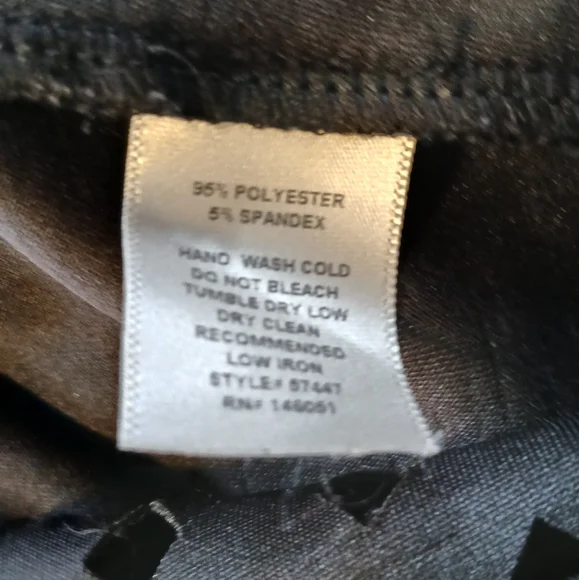 95% POLYESTER
5% SPANDEX
HAND WASH COLD
DO NOT BLEACH
TUMBLE DRY LOW
DRY CLEAN
RECOMMENDED
LOW IRON
STYLE# 57447
RN# 146051